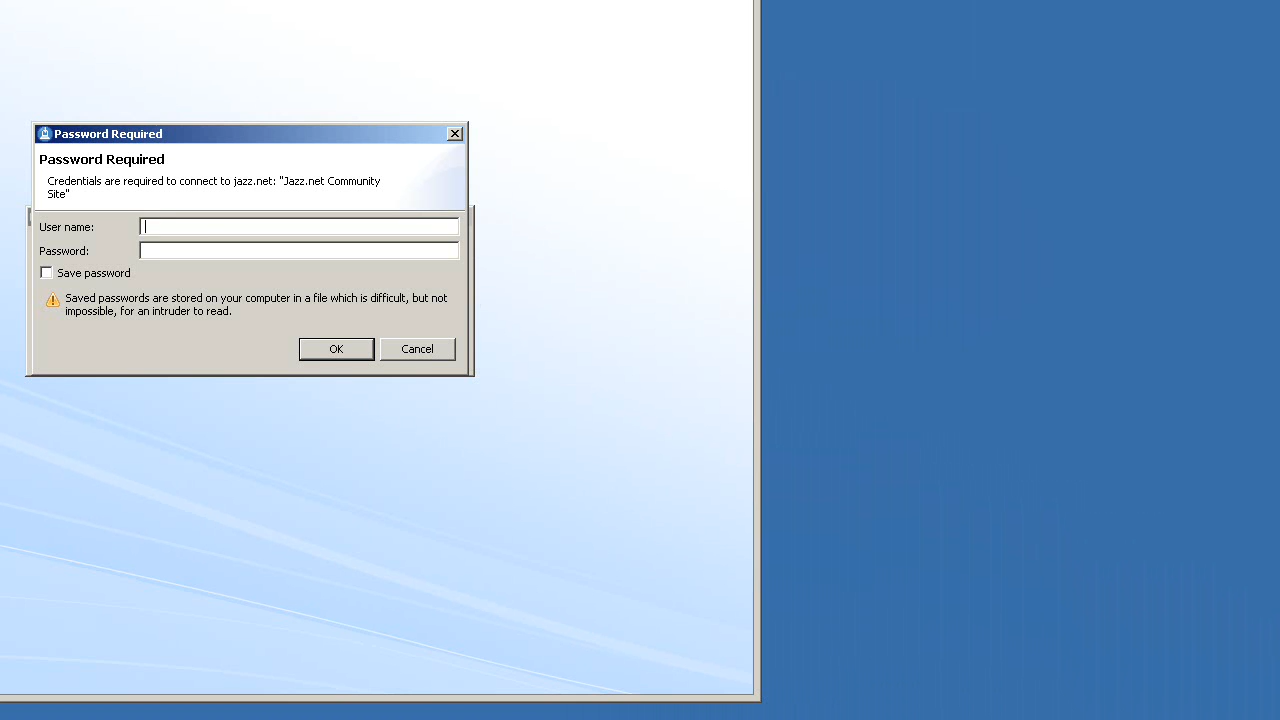 Password Required
Password Required
Credentials are required to connect to jazz.net: "Jazz.net Community
Site"
User name:
Password:
Save password
Saved passwords are stored on your computer in a file which is difficult, but not
impossible, for an intruder to read.
OK Cancel